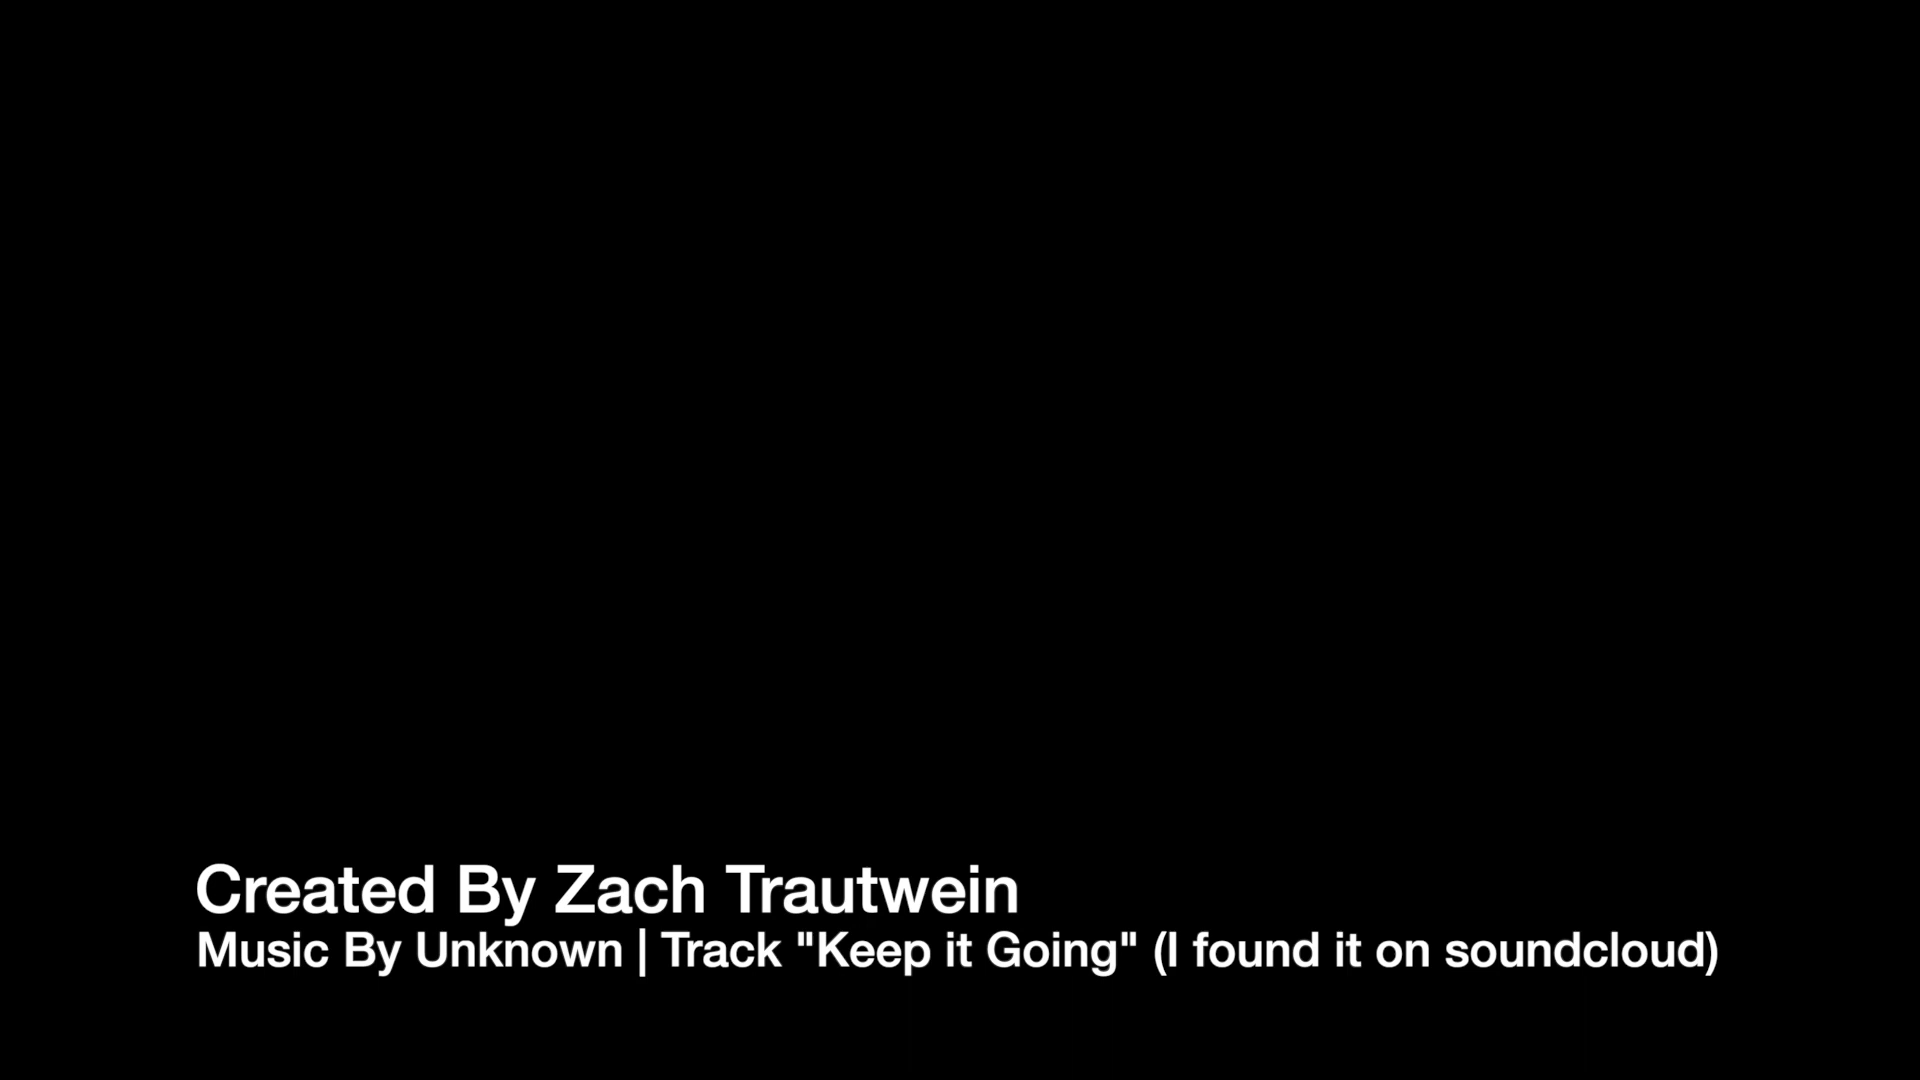 Created By Zach Trautwein
Music By Unknown | Track "Keep it Going" (I found it on soundcloud)